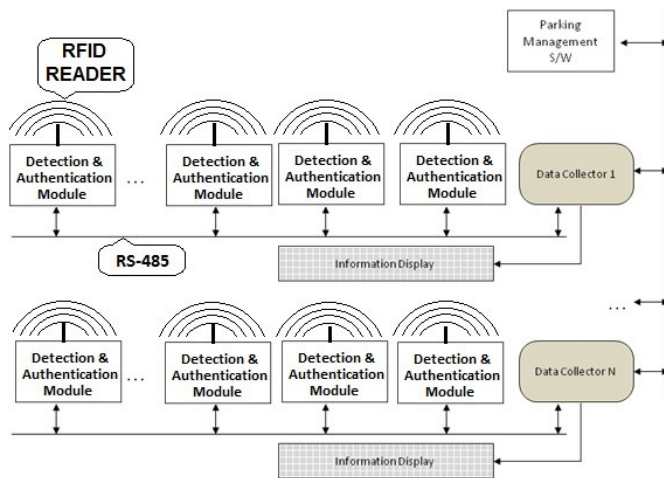 RFID
READER
Parking
Management
S/W
Detection &
Authentication
Module
...
Detection &
Authentication
Module
Detection &
Authentication
Module
Detection &
Authentication
Module
Data Collector 1
RS-485
Information Display
...
Detection &
Authentication
Module
...
Detection &
Authentication
Module
Detection &
Authentication
Module
Detection &
Authentication
Module
Data Collector N
Information Display